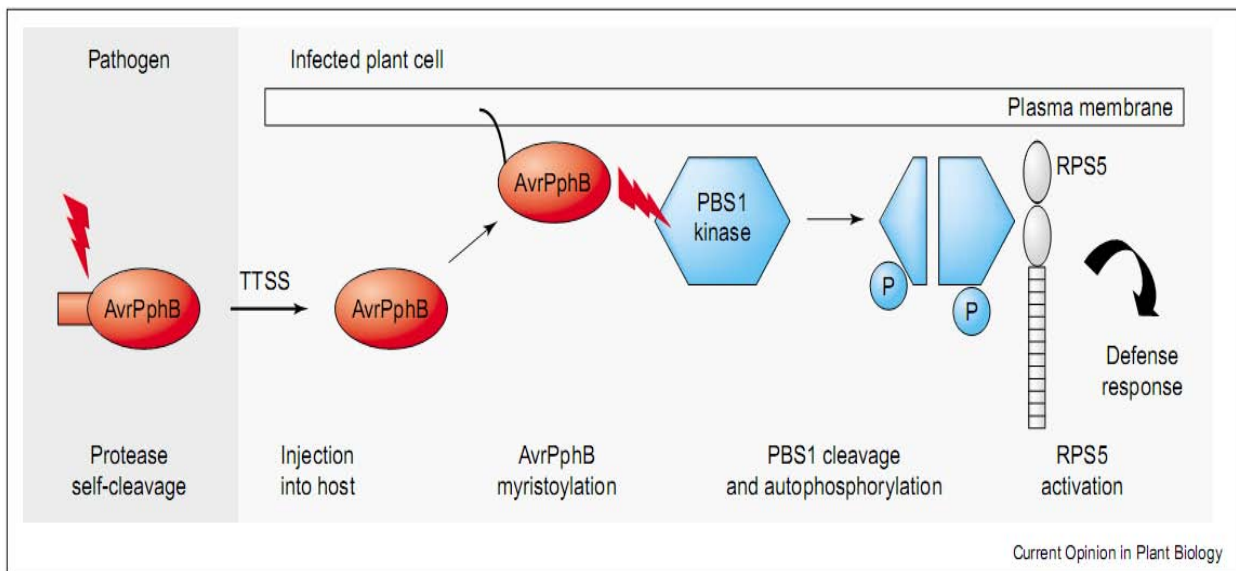 Pathogen
Infected plant cell
Plasma membrane
RPS5
AvrPphB
PBS1
kinase
TTSS
AvrPphB
AvrPphB
P
P
Defense
response
Protease
self-cleavage
Injection
into host
AvrPphB
myristoylation
PBS1 cleavage
and autophosphorylation
RPS5
activation
Current Opinion in Plant Biology